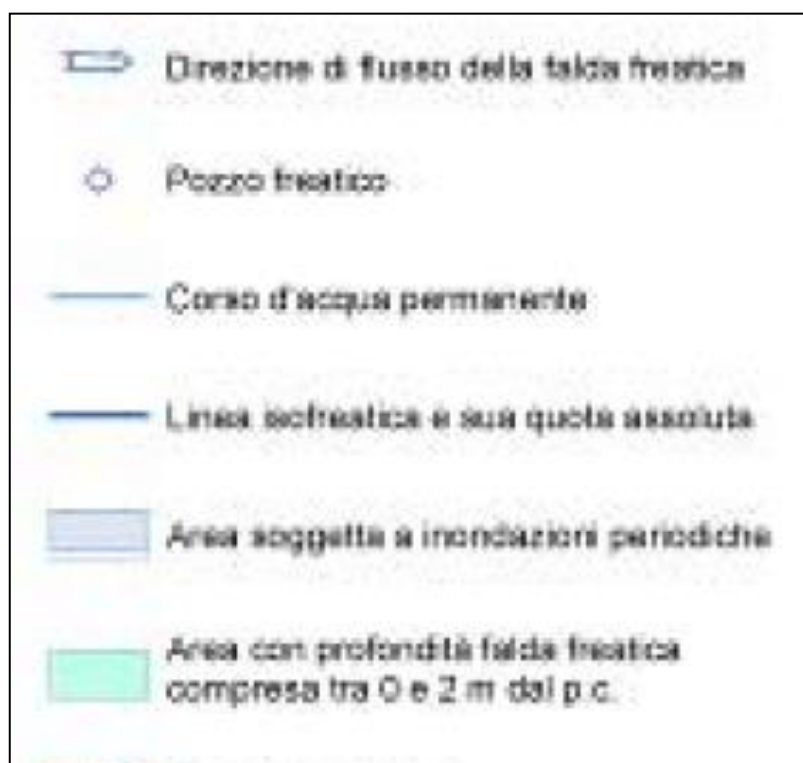 Direzione di flusso della falda freatica
Pozzo freatico
Corso d'acqua permanente
Linea isofreatica e sua quota assoluta
Area soggetta a inondazioni periodiche
Area con profondità falda freatica
compresa tra 0 e 2 m dal p.c.